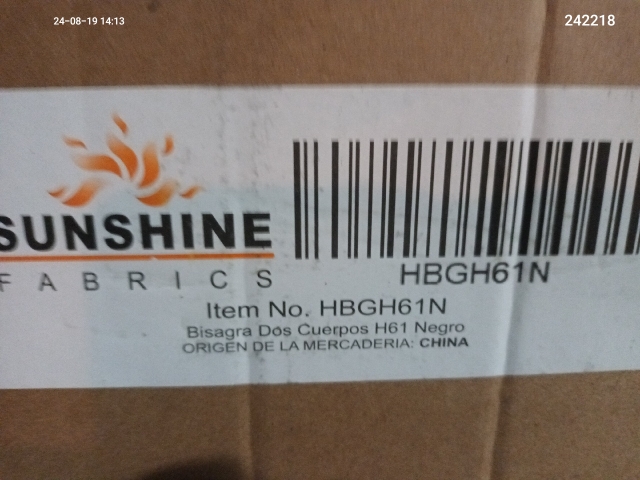 24-08-19 14:13
242218
SUNSHINE
FABRICS
HBGH61N
Item No. HBGH61N
Bisagra Dos Cuerpos H61 Negro
ORIGEN DE LA MERCADERIA: CHINA